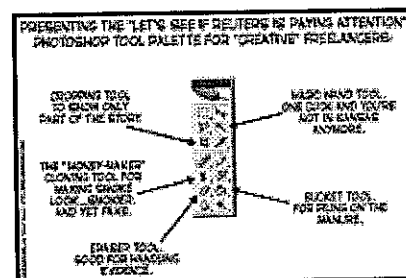 PRESENTING THE "LET'S SEE IF REUTERS IS PAYING ATTENTION"
PHOTOSHOP TOOL PALETTE FOR "CREATIVE" FREELANCERS:
CROPPING TOOL
TO SHOW ONLY
PART OF THE STORY.
MAGIC WAND TOOL.
ONE CLICK AND YOU'RE
NOT IN KANSAS
ANYMORE.
THE "MONEY-MAKER"
CLONING TOOL FOR
MAKING SMOKE
LOOK...SMOKIER.
AND YET FAKE.
BUCKET TOOL.
FOR PILING ON THE
MANURE.
ERASER TOOL.
GOOD FOR HANDLING
EVIDENCE.